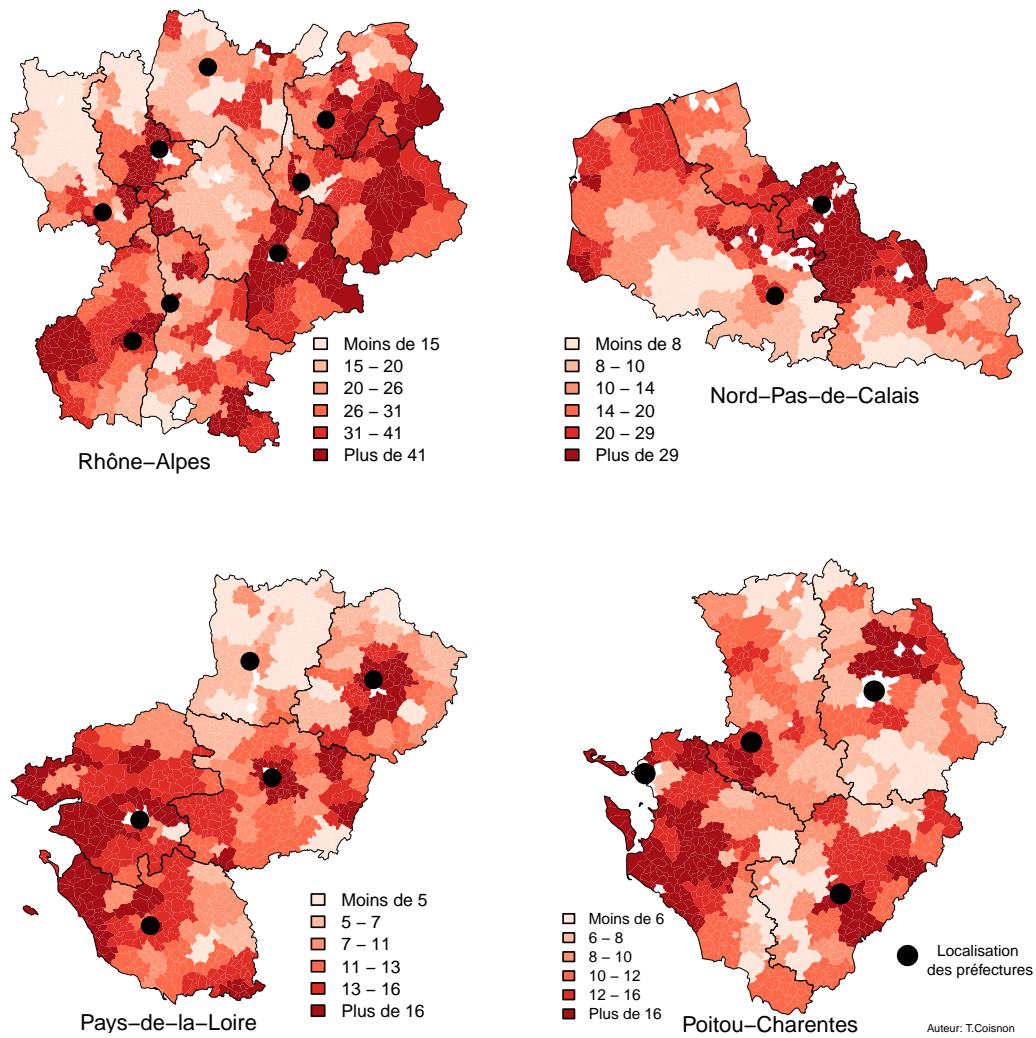 Moins de 15
15 − 20
20 − 26
26 − 31
31 − 41
Plus de 41
Rhône−Alpes
Moins de 8
8 − 10
10 − 14
14 − 20
20 − 29
Plus de 29
Nord−Pas−de−Calais
Moins de 5
5 − 7
7 − 11
11 − 13
13 − 16
Plus de 16
Pays−de−la−Loire
Moins de 6
6 − 8
8 − 10
10 − 12
12 − 16
Plus de 16
Poitou−Charentes
Localisation
des préfectures
Auteur: T.Coisnon